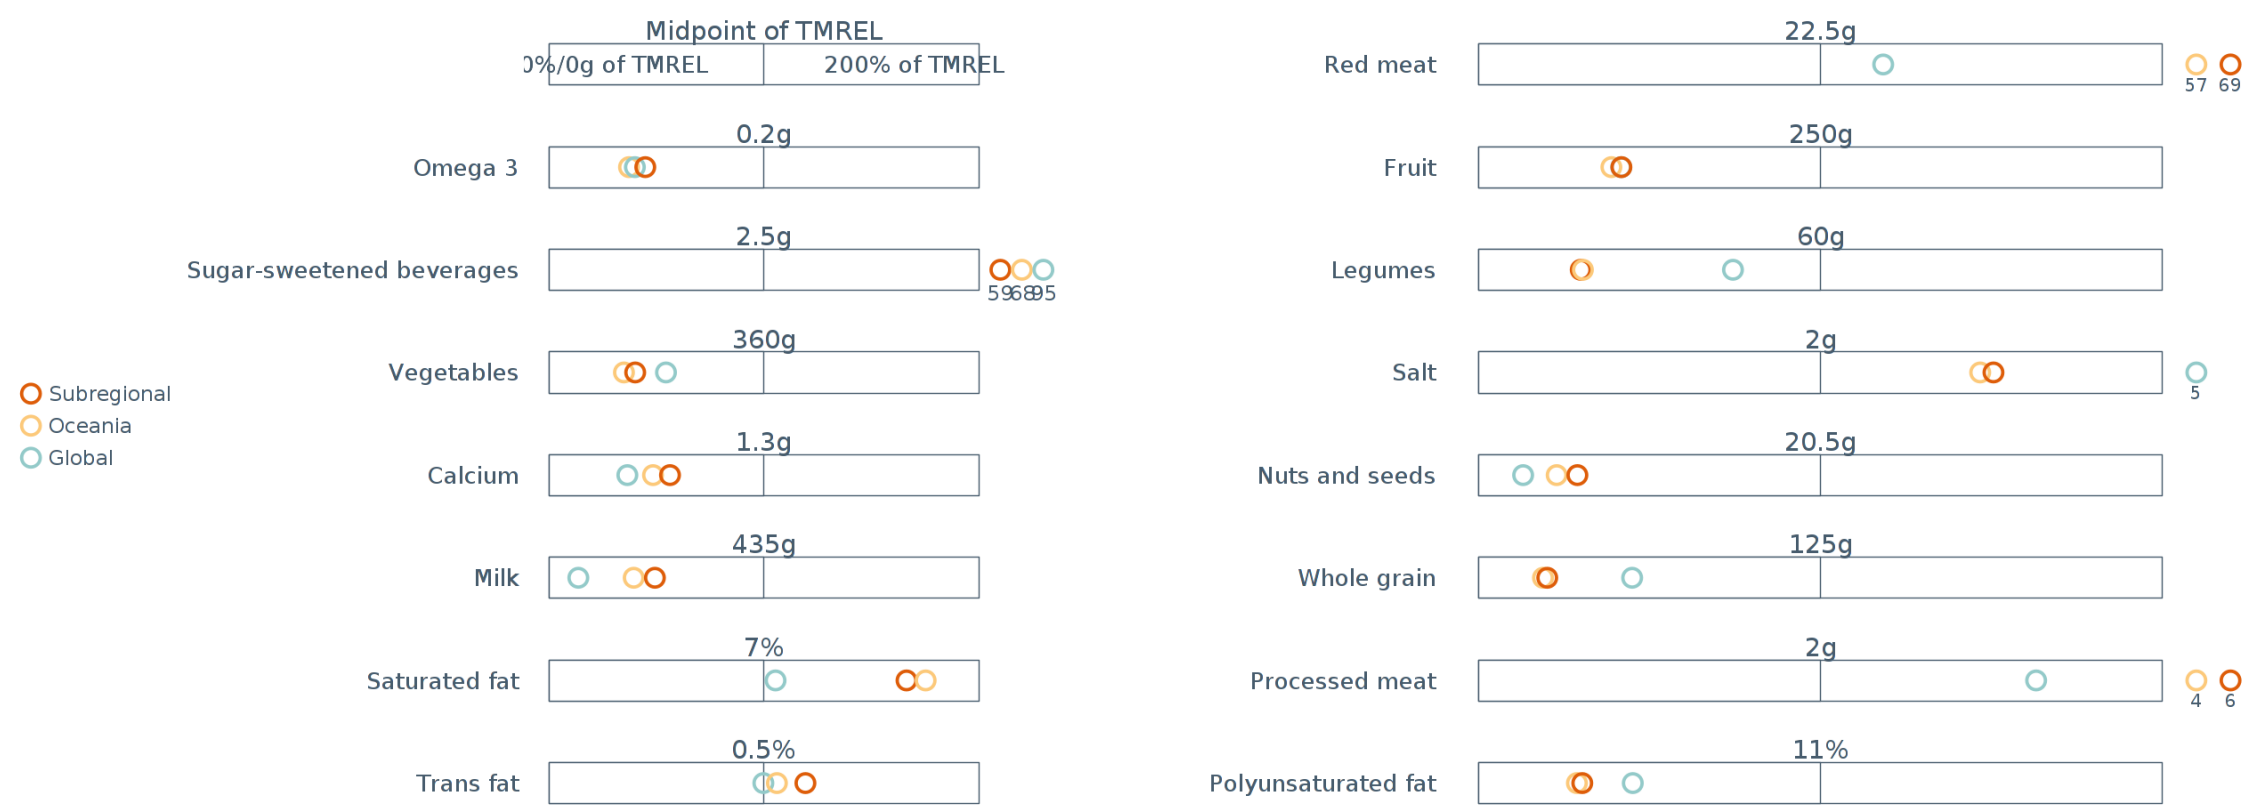 Midpoint of TMREL
0%/0g of TMREL
200% of TMREL
0.2g
Omega 3
2.5g
Sugar-sweetened beverages
59
68
95
360g
Vegetables
1.3g
Calcium
435g
Milk
7%
Saturated fat
0.5%
Trans fat
Subregional
Oceania
Global
22.5g
Red meat
57
69
250g
Fruit
60g
Legumes
2g
Salt
5
20.5g
Nuts and seeds
125g
Whole grain
2g
Processed meat
4
6
11%
Polyunsaturated fat